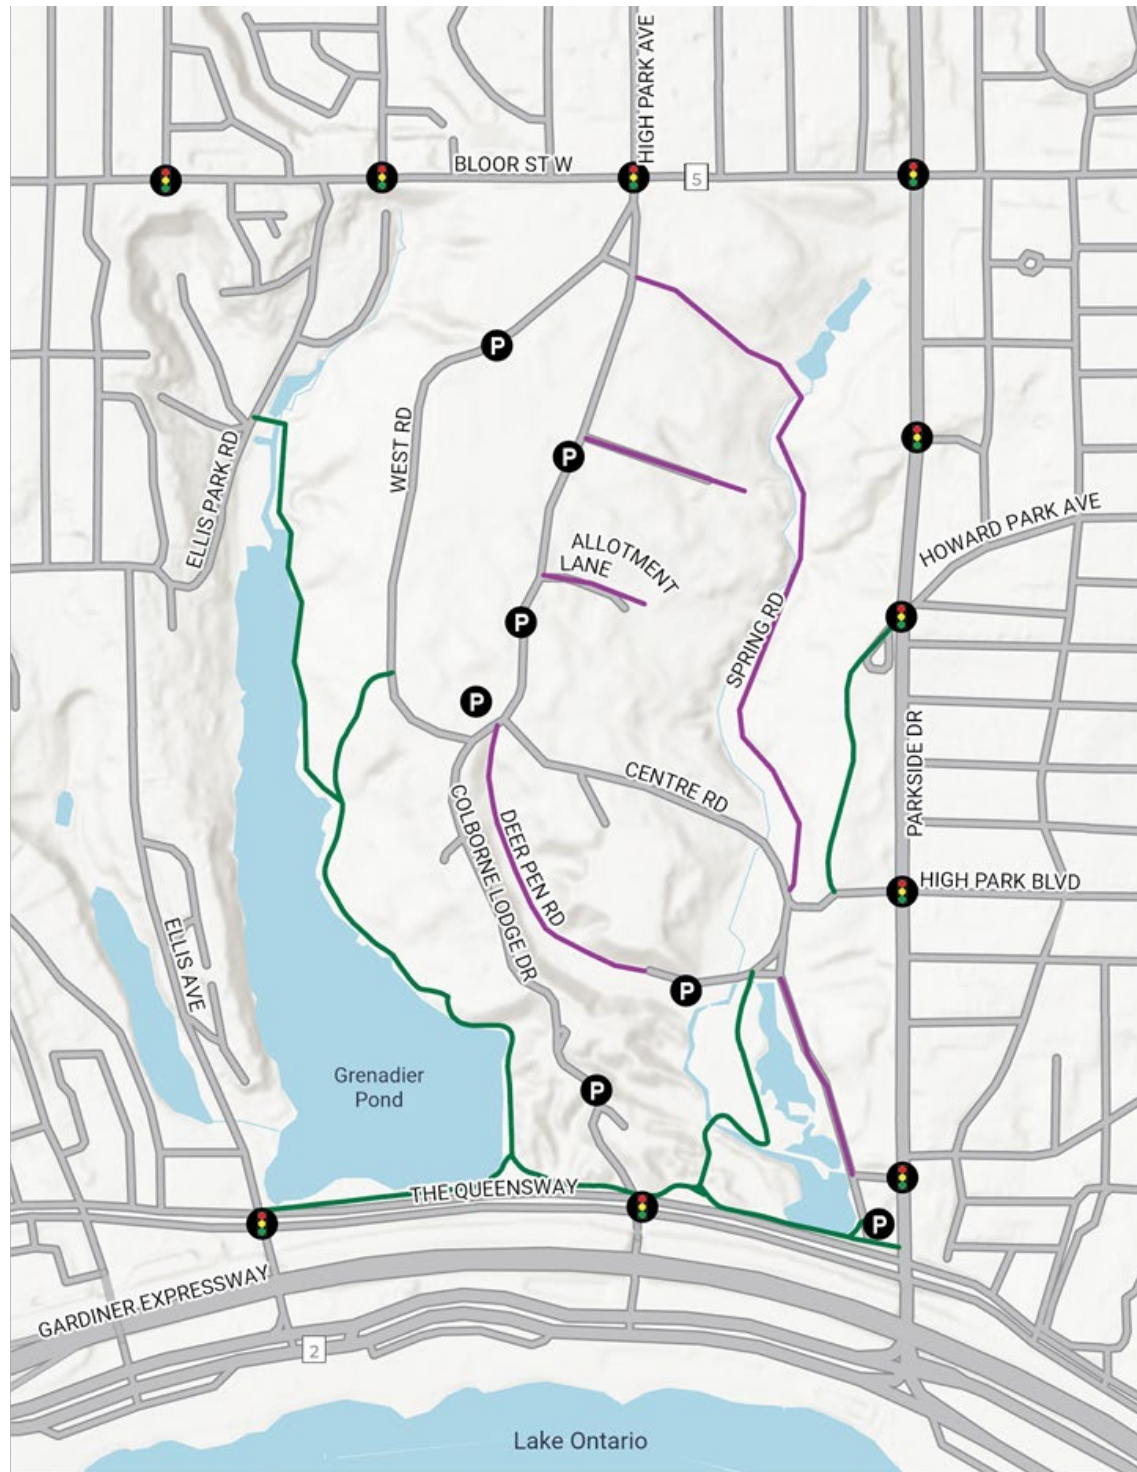 HIGH PARK AVE
BLOOR ST W
5
P
WEST RD
ELLIS PARK RD
P
HOWARD PARK AVE
ALLOTMENT
LANE
P
SPRING RD
P
PARKSIDE DR
CENTRE RD
COLBORNE LODGE DR
DEER PEN RD
HIGH PARK BLVD
ELLIS AVE
P
Grenadier
Pond
P
THE QUEENSWAY
P
GARDINER EXPRESSWAY
2
Lake Ontario